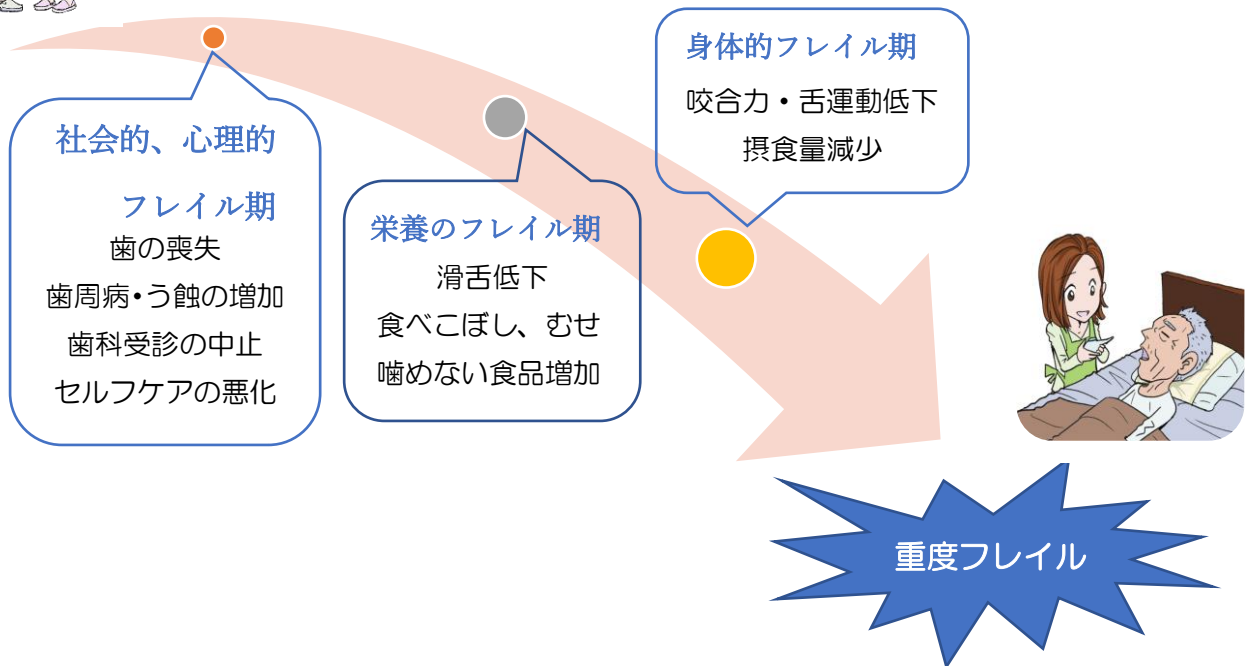 社会的、心理的
フレイル期
歯の喪失
歯周病・う蝕の増加
歯科受診の中止
セルフケアの悪化
栄養のフレイル期
滑舌低下
食べこぼし、むせ
噛めない食品増加
身体的フレイル期
咬合力・舌運動低下
摂食量減少
重度フレイル